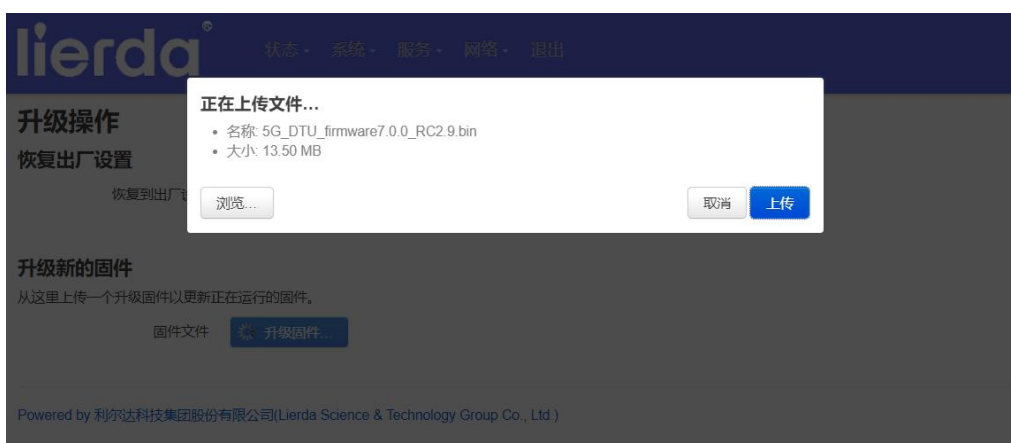 lierda®
状态 系统 服务 网络 退出
正在上传文件…
名称: 5G_DTU_firmware7.0.0_RC2.9.bin
大小: 13.50 MB
浏览…
取消
上传
升级操作
恢复出厂设置
恢复到出厂
升级新的固件
从这里上传一个升级固件以更新正在运行的固件。
固件文件
升级固件...
Powered by 利尔达科技集团股份有限公司(Lierda Science & Technology Group Co., Ltd )